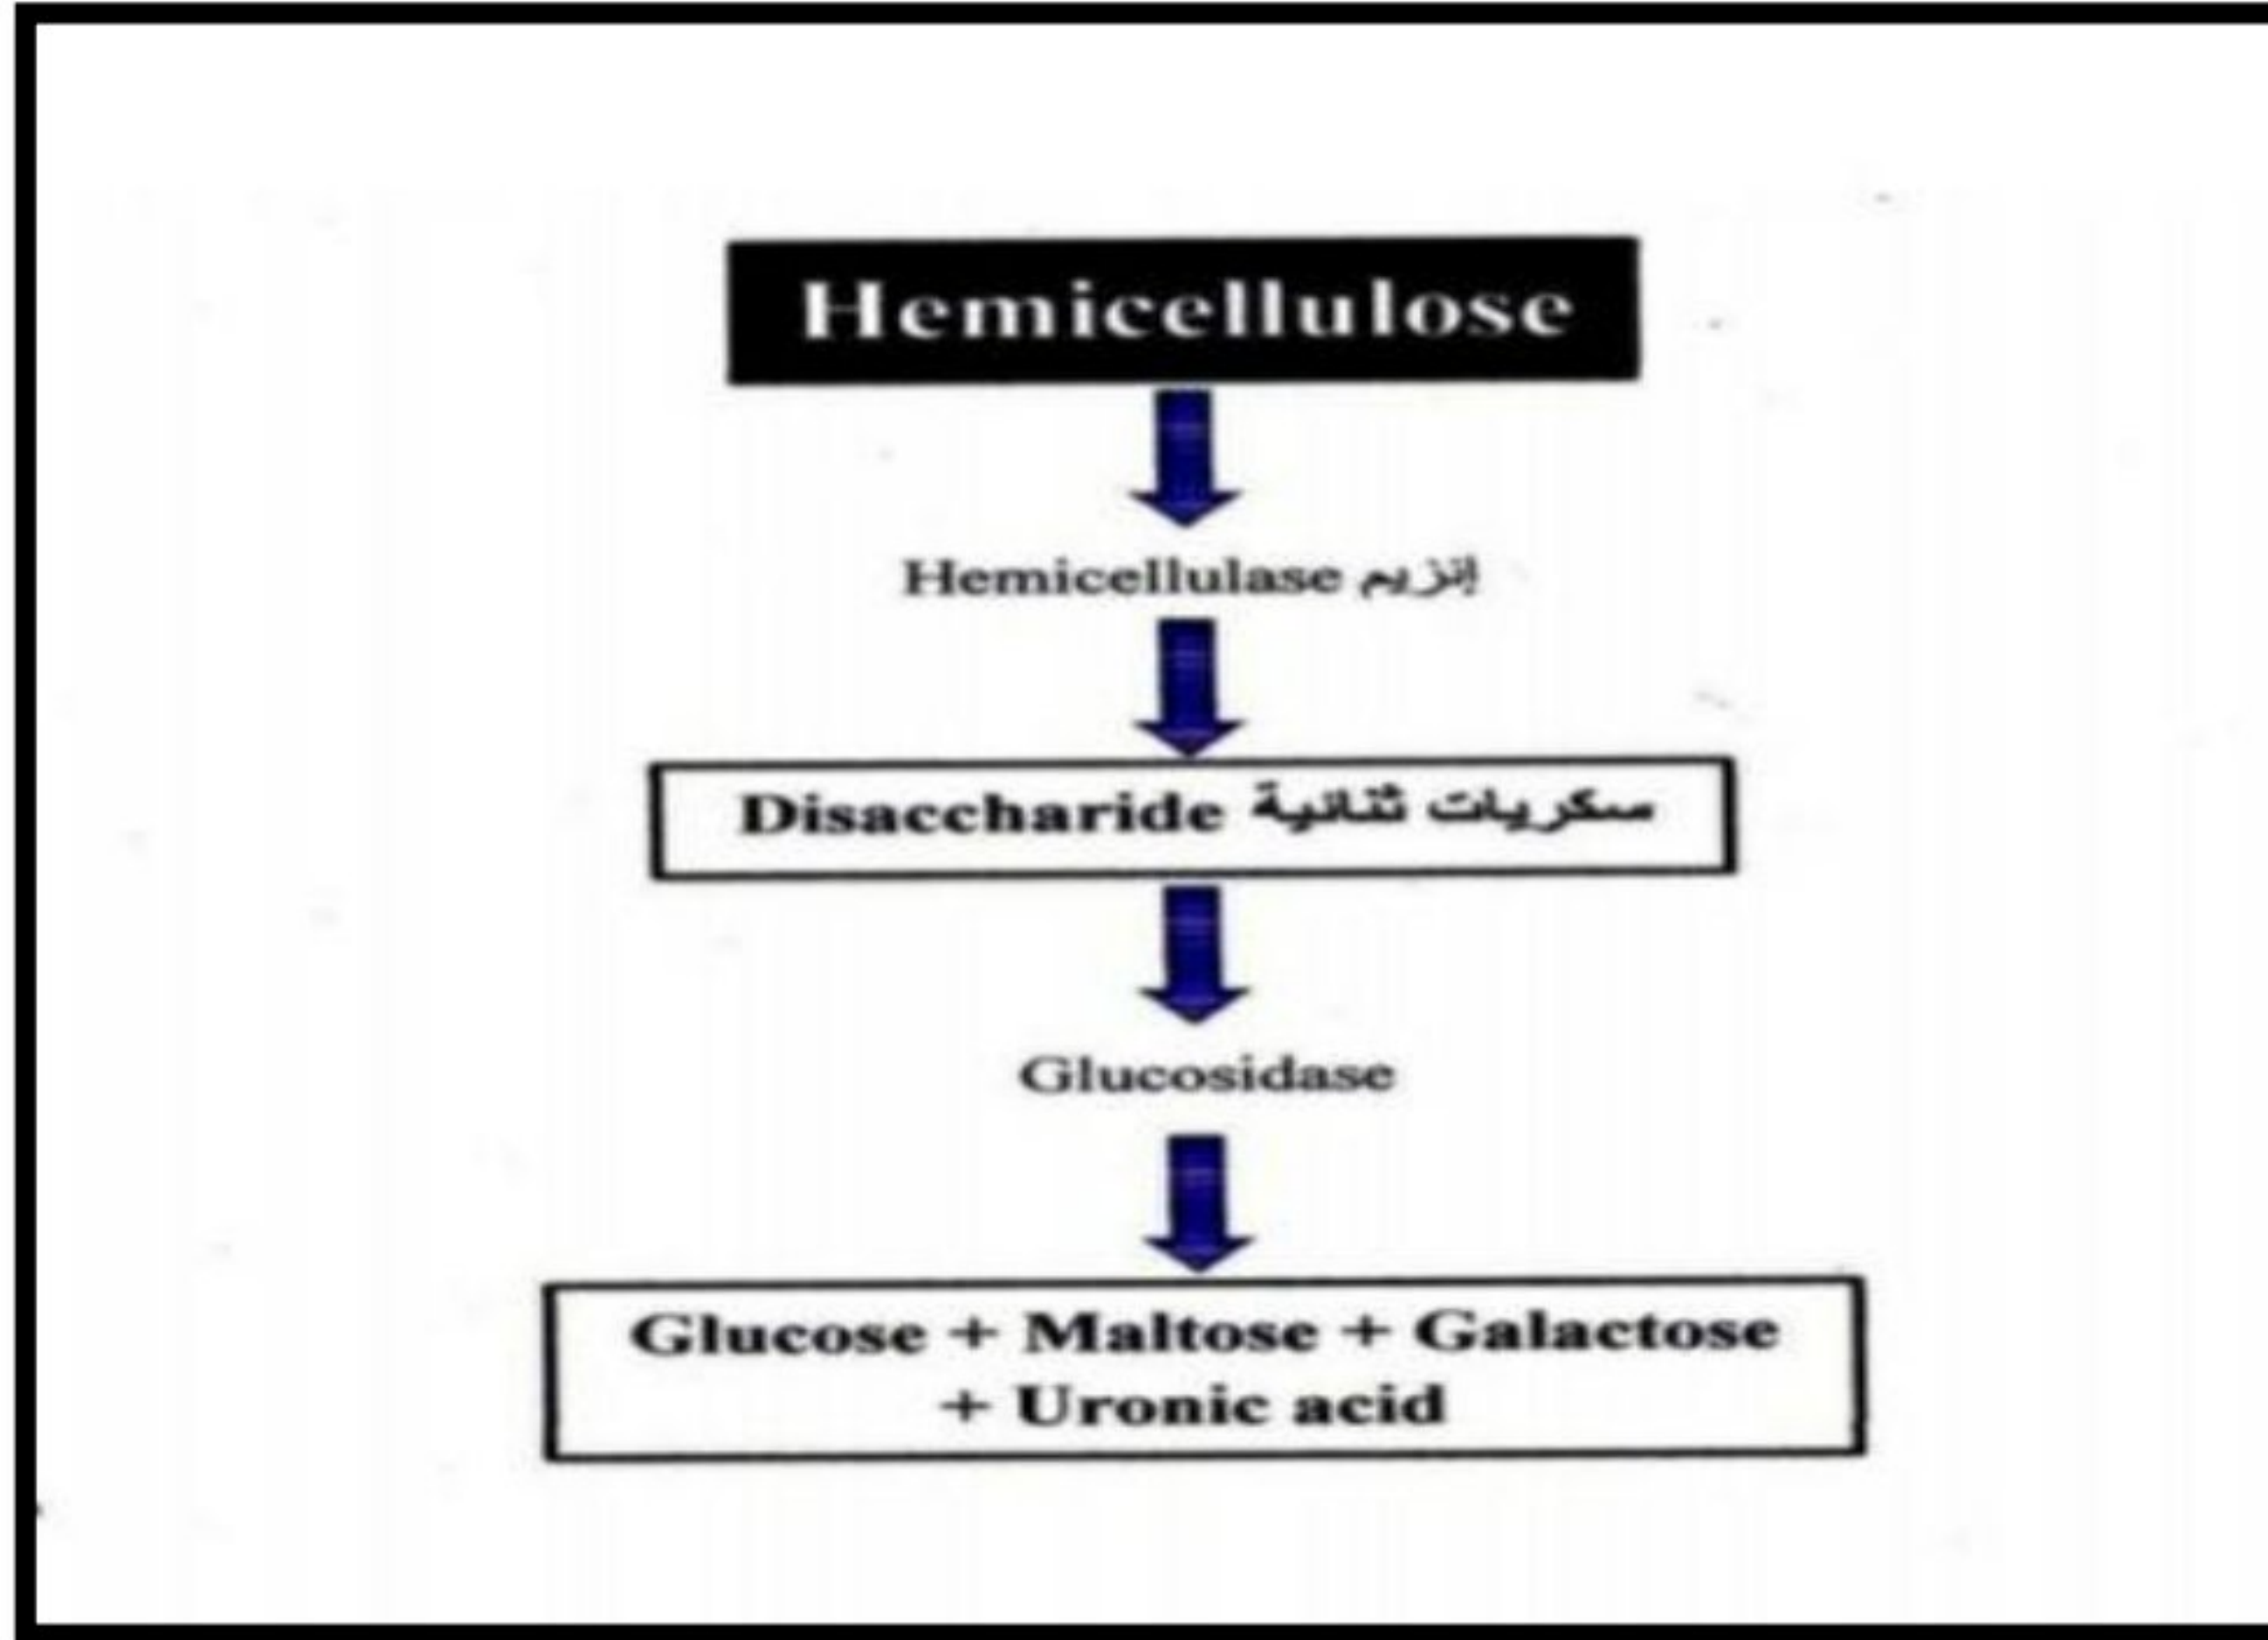 Hemicellulose
Hemicellulase إنزيم
Disaccharide سكريات ثنائية
Glucosidase
Glucose + Maltose + Galactose
+ Uronic acid